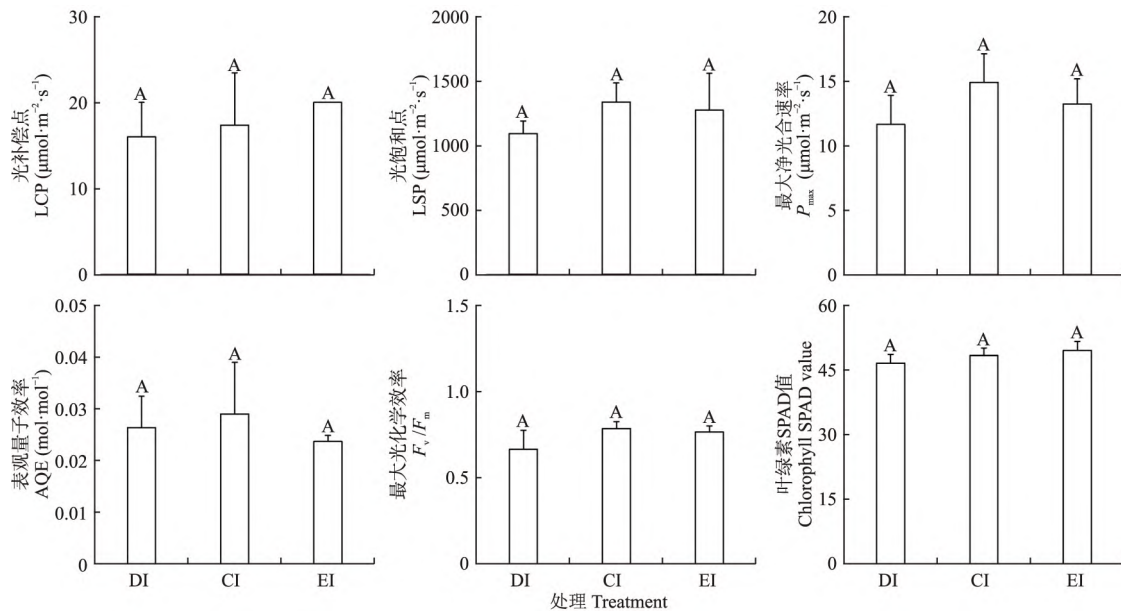 光补偿点
LCP (μmol·m⁻²·s⁻¹)
30
20
10
0
A
A
A
光饱和点
LSP (μmol·m⁻²·s⁻¹)
2000
1500
1000
500
0
A
A
A
最大净光合速率
Pmax (μmol·m⁻²·s⁻¹)
20
15
10
5
0
A
A
A
表观量子效率
AQE (mol·mol⁻¹)
0.05
0.04
0.03
0.02
0.01
0
A
A
A
DI
CI
EI
最大光化学效率
Fv/Fm
1.5
1.0
0.5
0
A
A
A
DI
CI
EI
叶绿素SPAD值
Chlorophyll SPAD value
60
45
30
15
0
A
A
A
DI
CI
EI
处理 Treatment